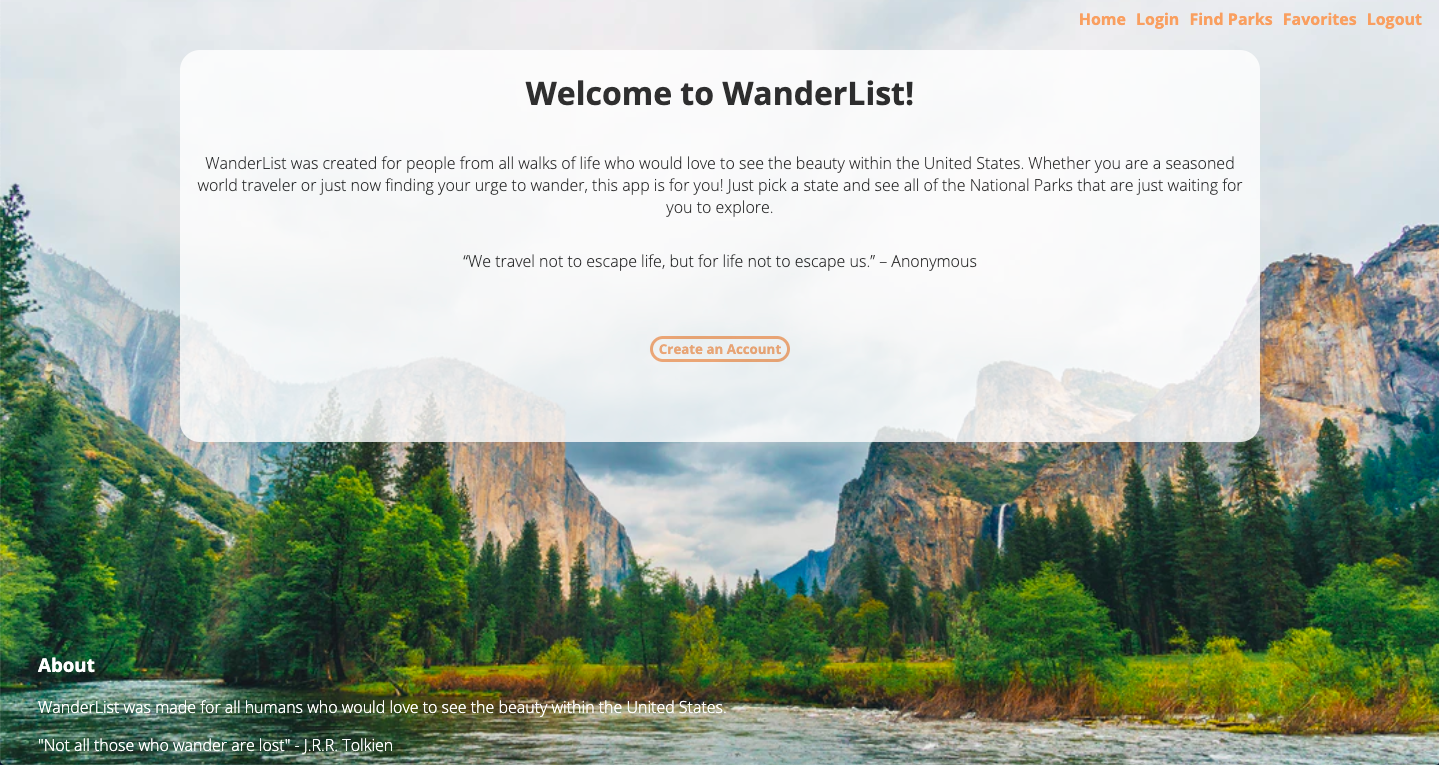 Home Login Find Parks Favorites Logout
Welcome to WanderList!
WanderList was created for people from all walks of life who would love to see the beauty within the United States. Whether you are a seasoned
world traveler or just now finding your urge to wander, this app is for you! Just pick a state and see all of the National Parks that are just waiting for
you to explore.
“We travel not to escape life, but for life not to escape us.” – Anonymous
Create an Account
About
WanderList was made for all humans who would love to see the beauty within the United States.
"Not all those who wander are lost" - J.R.R. Tolkien